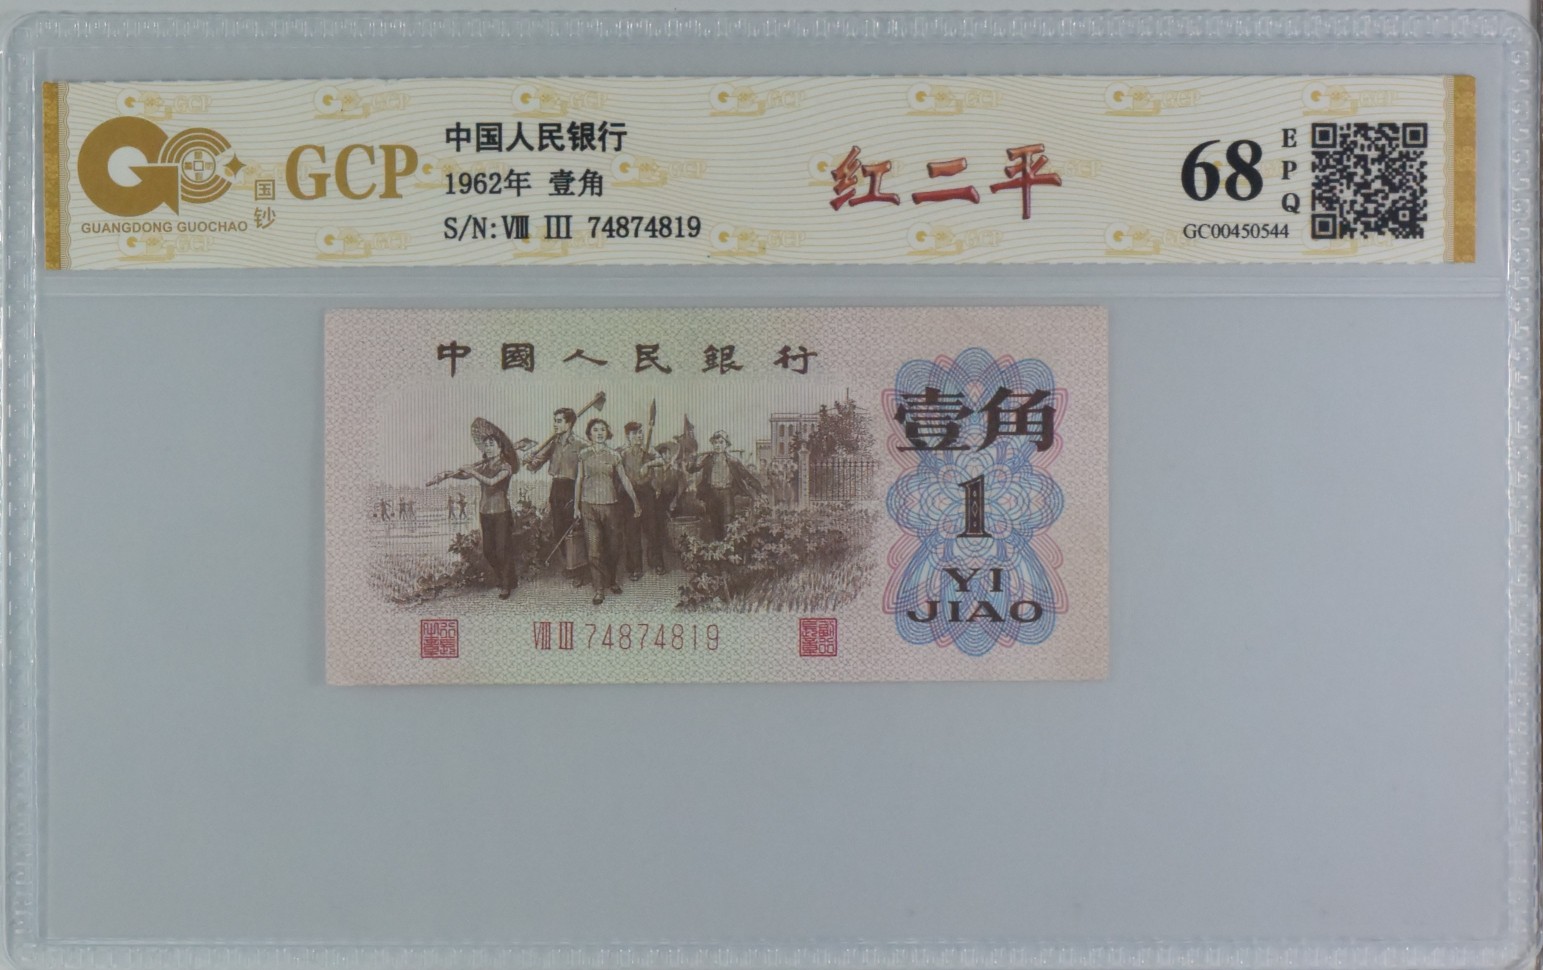 GCP
国钞
GUANGDONG GUOCHAO
中国人民银行
1962年 壹角
S/N:Ⅷ III 74874819
红二平
68
EPQ
GC00450544
中國人民銀行
壹角
1
YI
JIAO
Ⅷ III 74874819